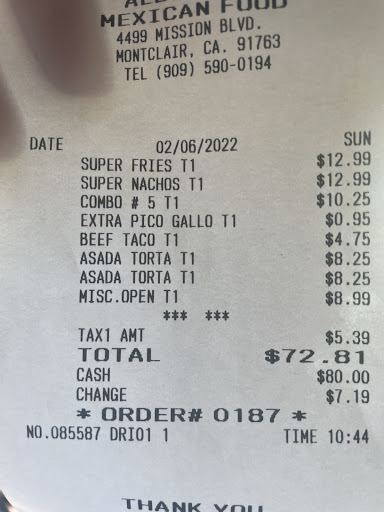 MEXICAN FOOD
4499 MISSION BLVD.
MONTCLAIR, CA. 91763
TEL (909) 590-0194
DATE 02/06/2022 SUN
SUPER FRIES T1 $12.99
SUPER NACHOS T1 $12.99
COMBO # 5 T1 $10.25
EXTRA PICO GALLO T1 $0.95
BEEF TACO T1 $4.75
ASADA TORTA T1 $8.25
ASADA TORTA T1 $8.25
MISC.OPEN T1 $8.99
*** ***
TAX1 AMT $5.39
TOTAL $72.81
CASH $80.00
CHANGE $7.19
* ORDER# 0187 *
NO.085587 DRI01 1 TIME 10:44
THANK YOU